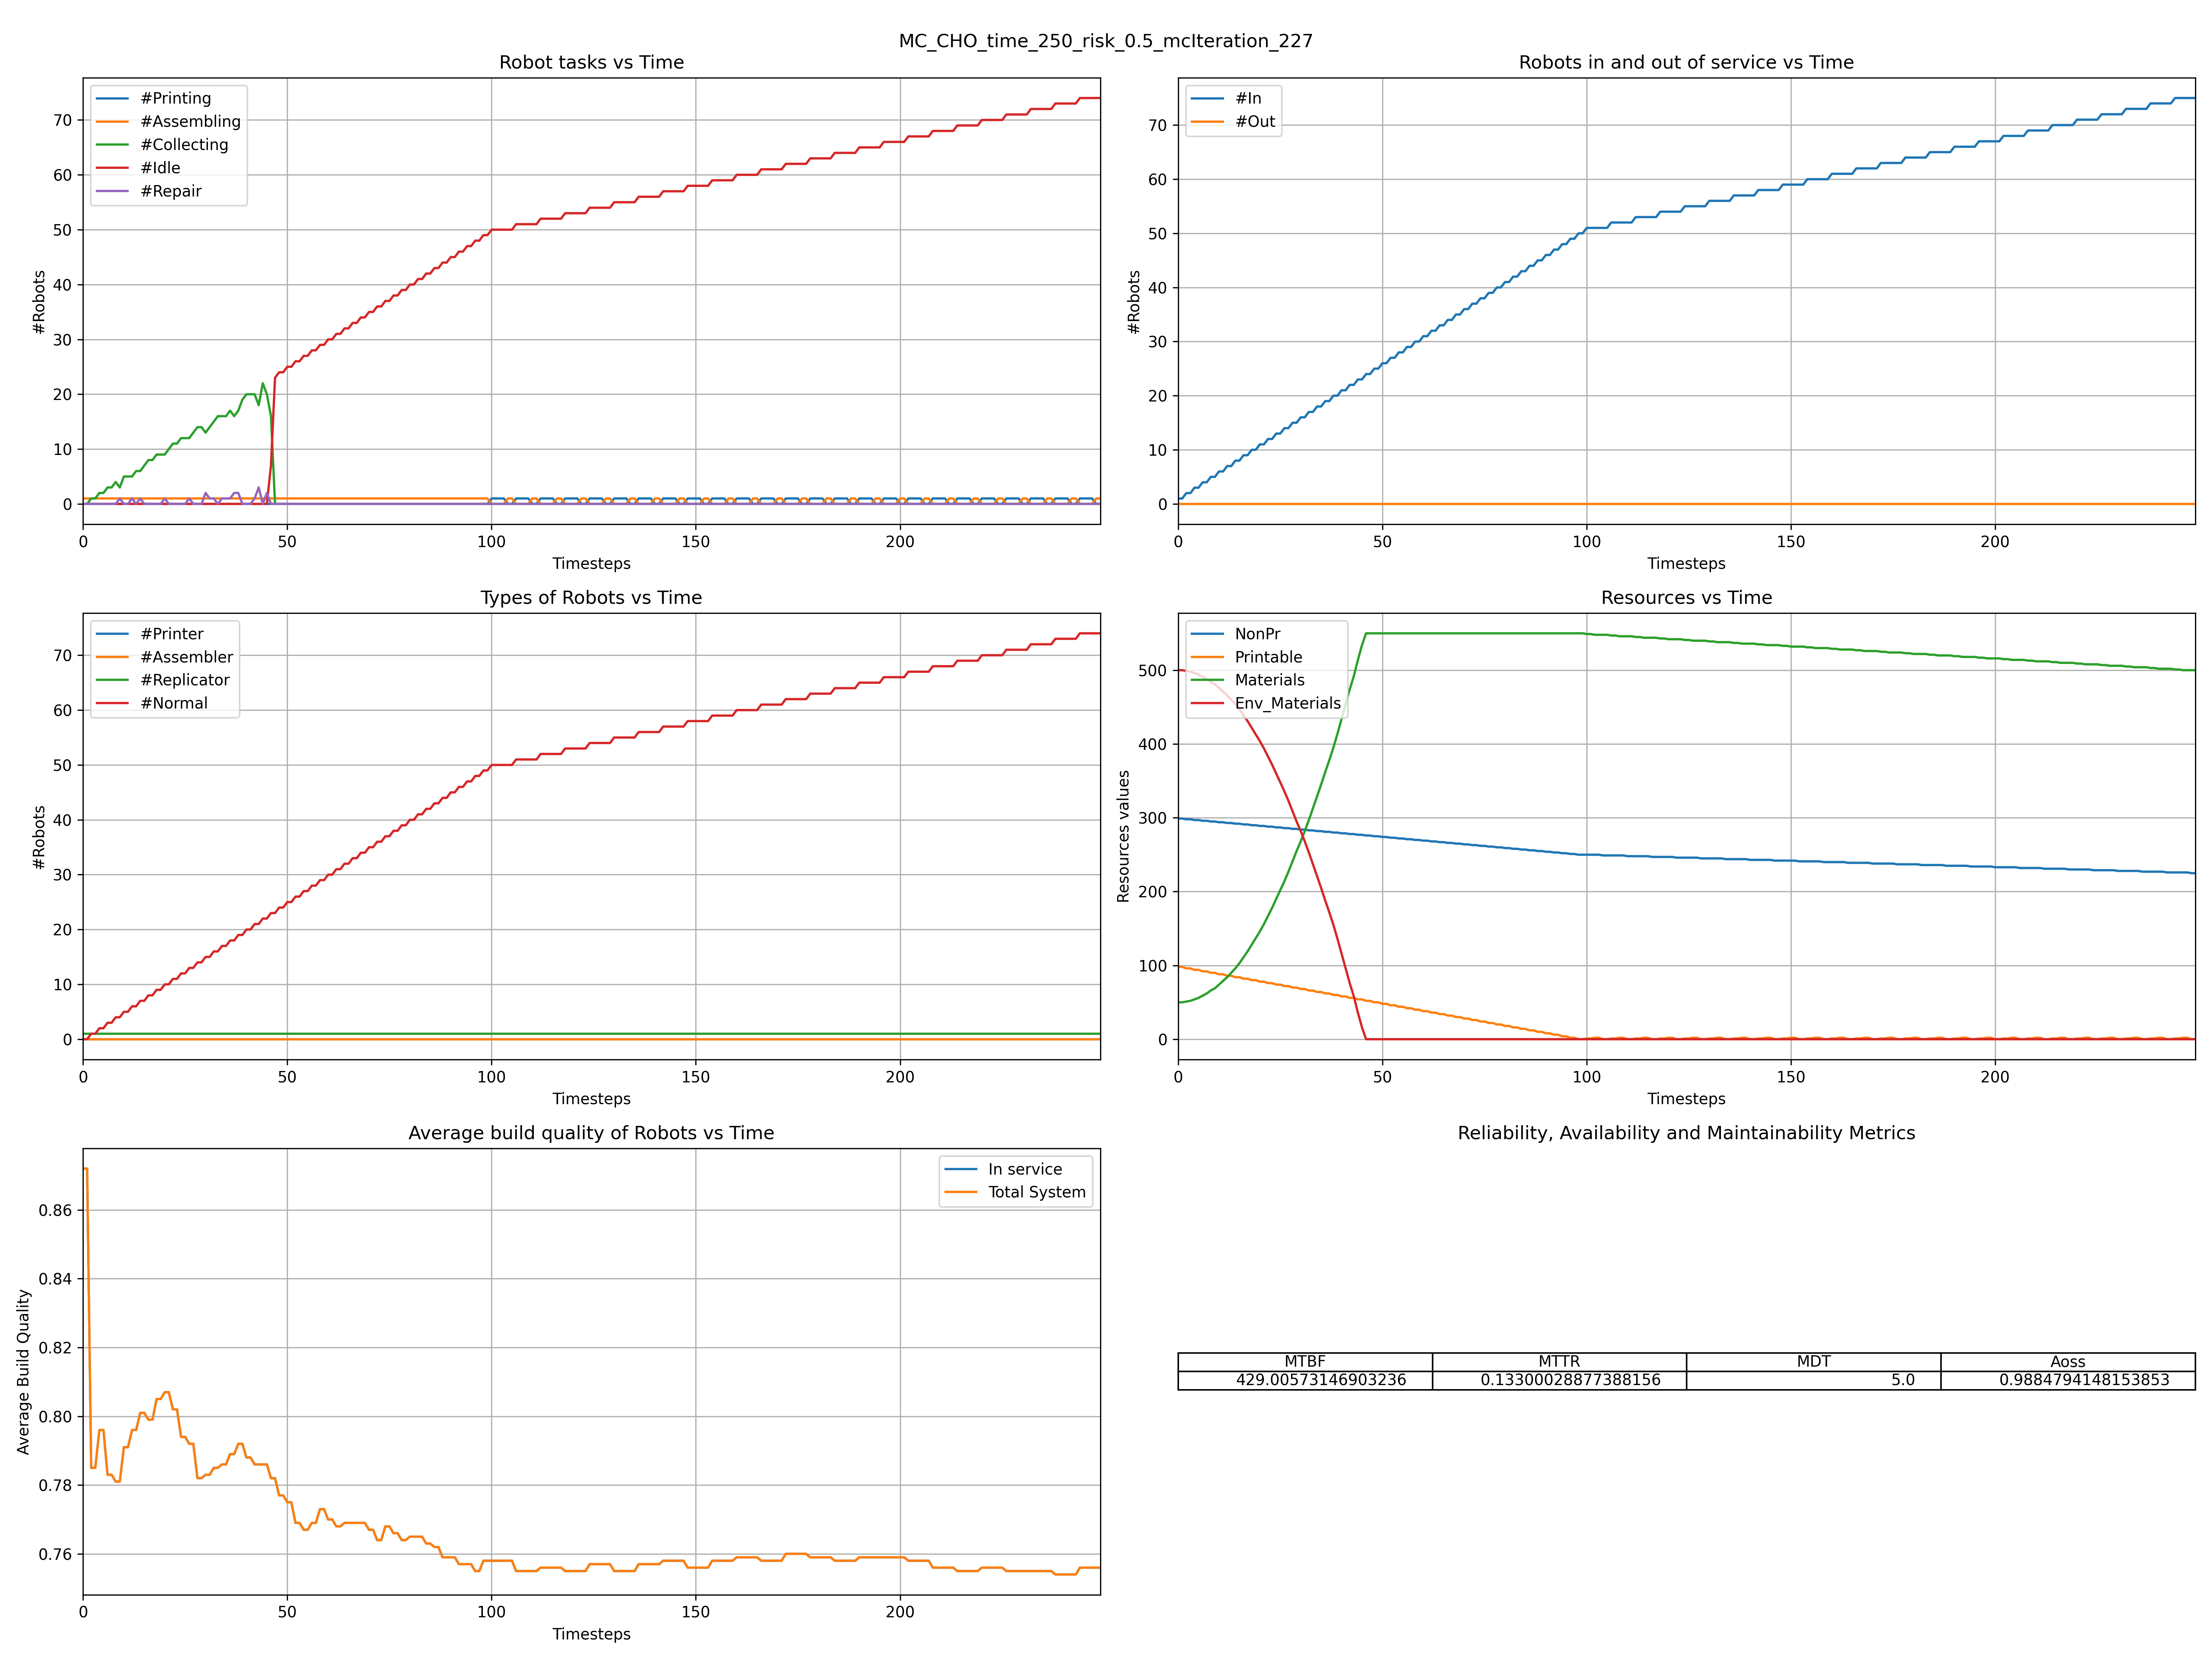 MC_CHO_time_250_risk_0.5_mcIteration_227
Robot tasks vs Time
#Printing
#Assembling
#Collecting
#Idle
#Repair
70
60
50
40
30
20
10
0
#Robots
0 50 100 150 200
Timesteps
Robots in and out of service vs Time
#In
#Out
70
60
50
40
30
20
10
0
#Robots
0 50 100 150 200
Timesteps
Types of Robots vs Time
#Printer
#Assembler
#Replicator
#Normal
70
60
50
40
30
20
10
0
#Robots
0 50 100 150 200
Timesteps
Resources vs Time
NonPr
Printable
Materials
Env_Materials
500
400
300
200
100
0
Resources values
0 50 100 150 200
Timesteps
Average build quality of Robots vs Time
In service
Total System
0.86
0.84
0.82
0.80
0.78
0.76
Average Build Quality
0 50 100 150 200
Timesteps
Reliability, Availability and Maintainability Metrics
MTBF MTTR MDT Aoss
429.00573146903236 0.13300028877388156 5.0 0.9884794148153853